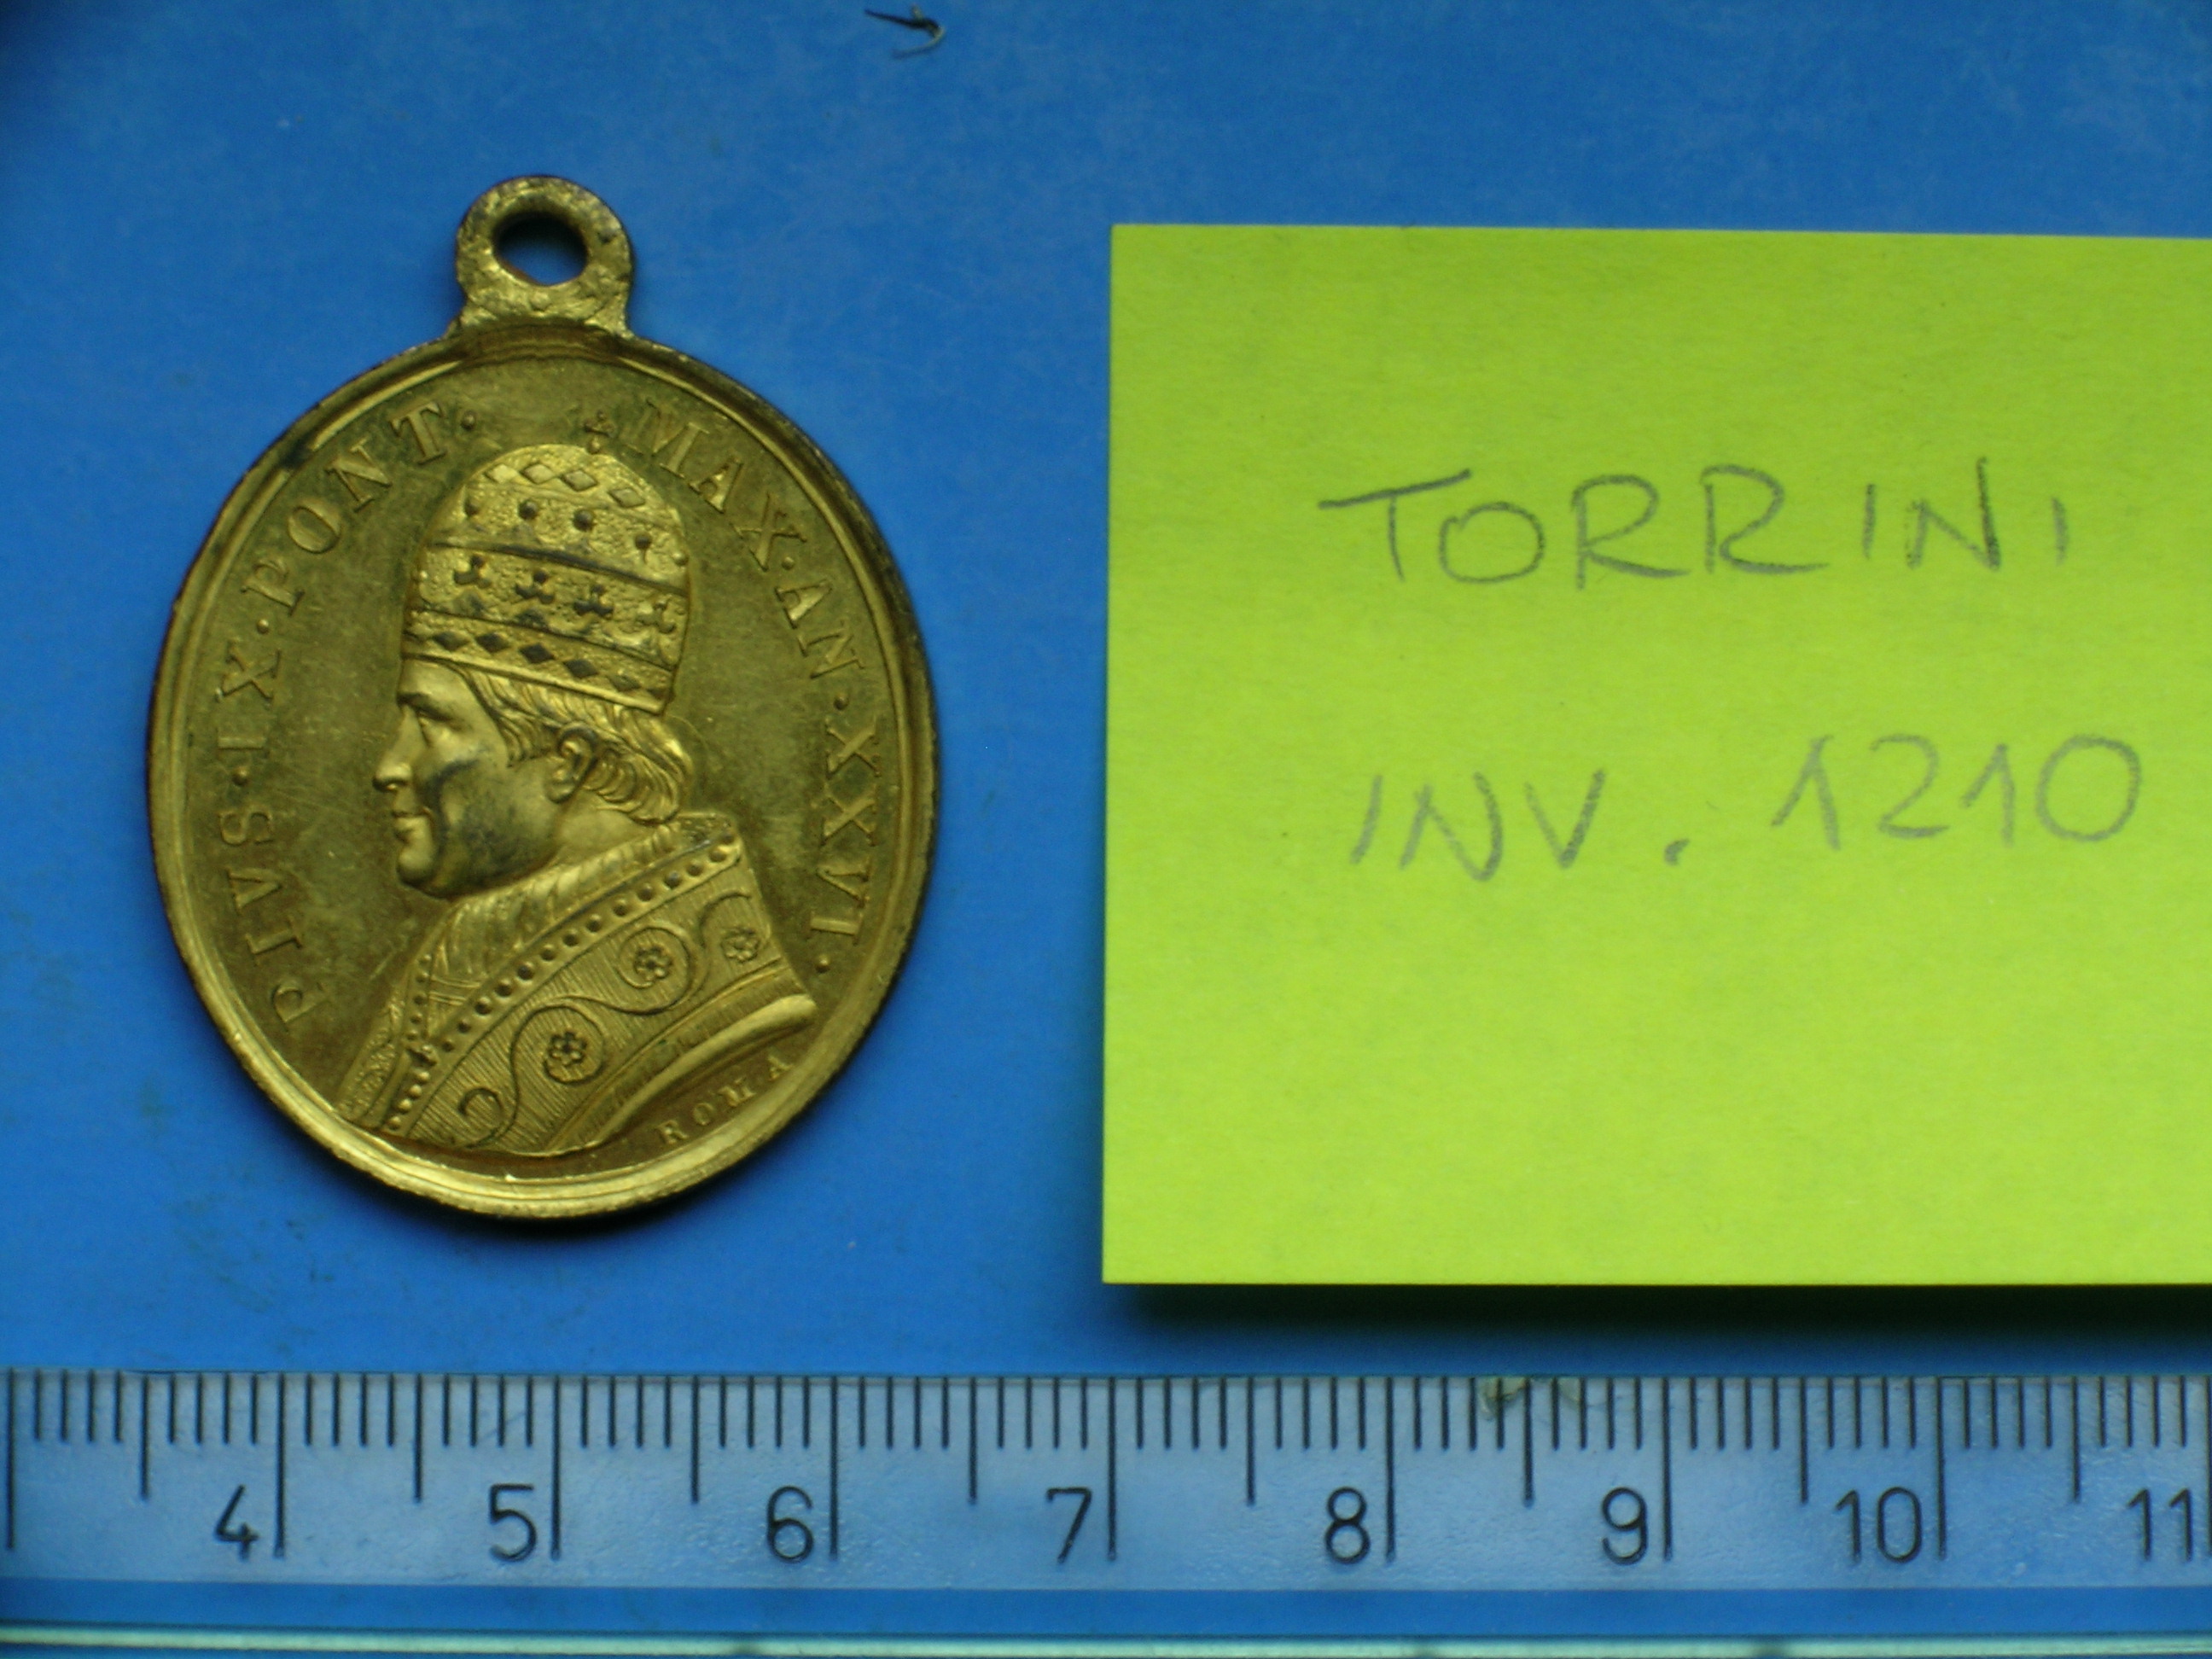 PIVS·IX·PONT· MAX·AN·XXVI·
ROMA
TORRINI
INV. 1210
4 5 6 7 8 9 10 11